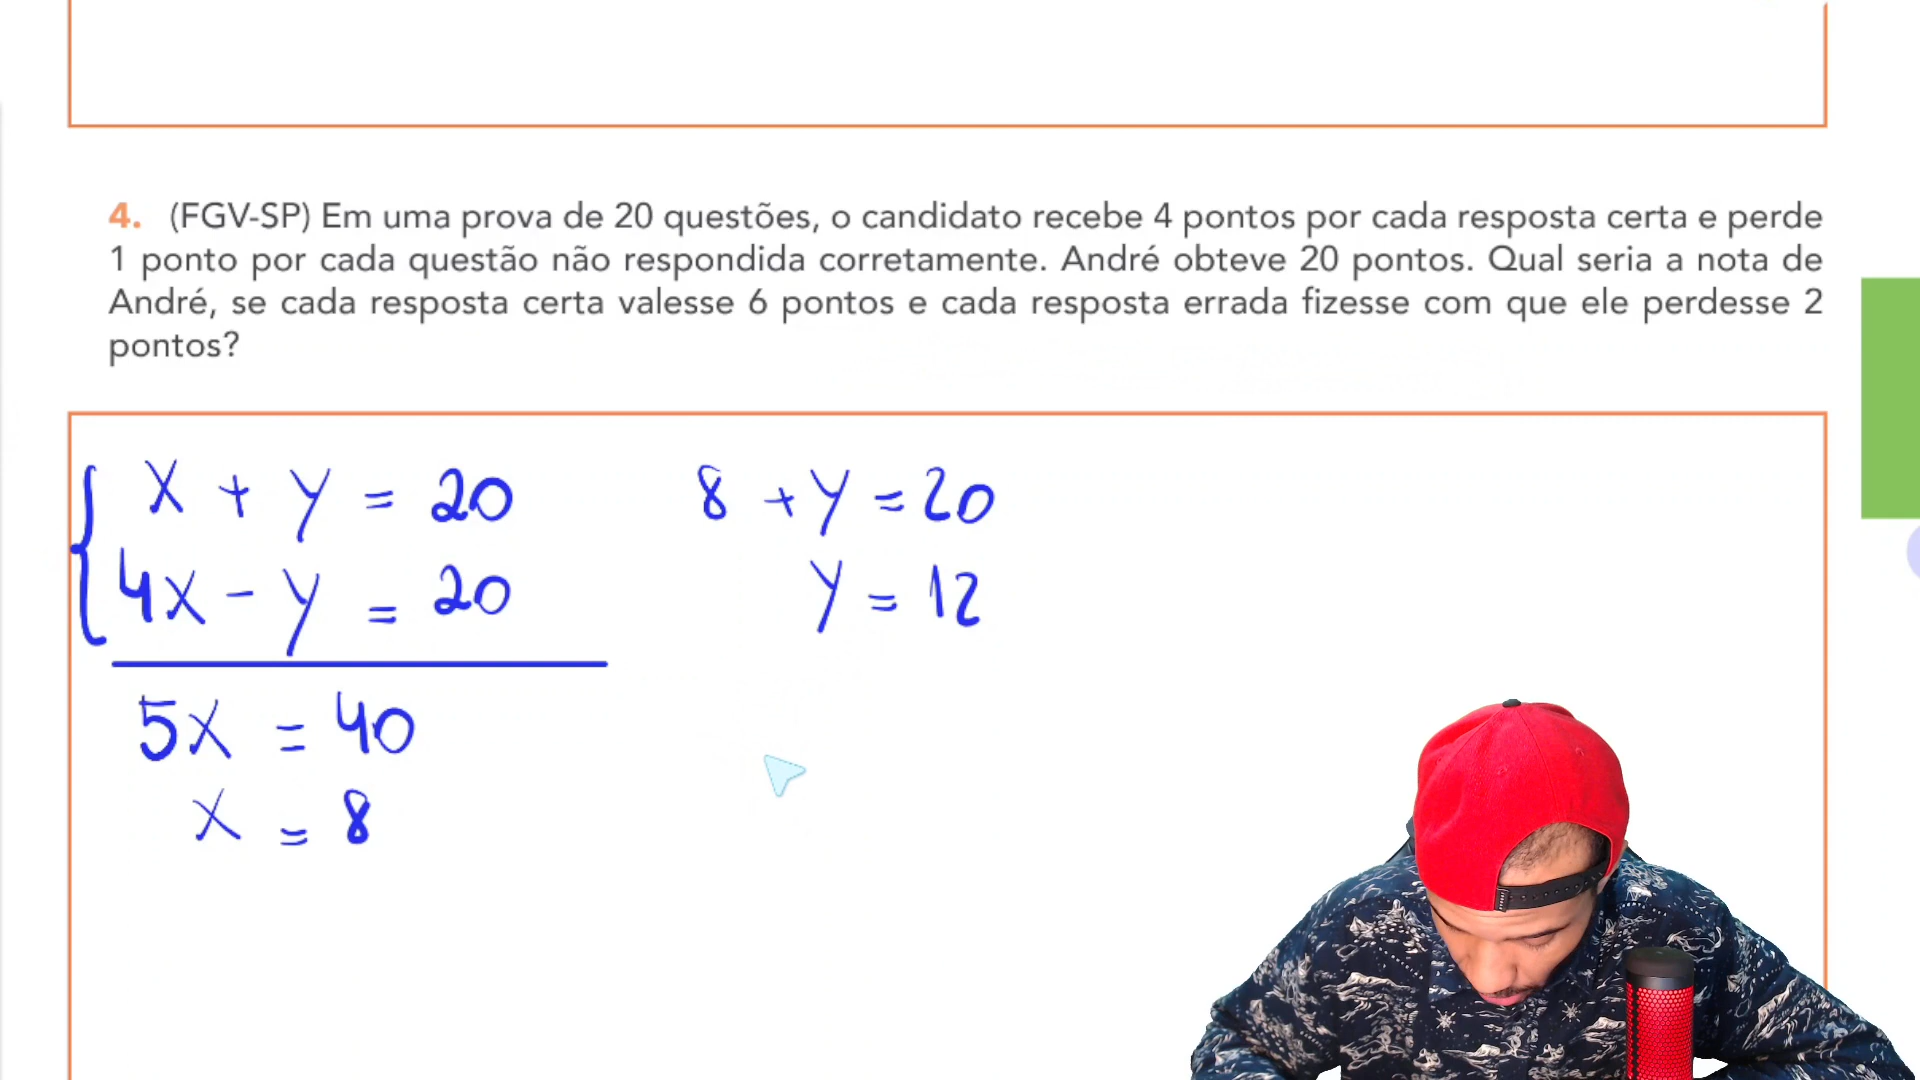 4. (FGV-SP) Em uma prova de 20 questões, o candidato recebe 4 pontos por cada resposta certa e perde
1 ponto por cada questão não respondida corretamente. André obteve 20 pontos. Qual seria a nota de
André, se cada resposta certa valesse 6 pontos e cada resposta errada fizesse com que ele perdesse 2
pontos?
x + y = 20
4x - y = 20
5x = 40
x = 8
8 + y = 20
y = 12